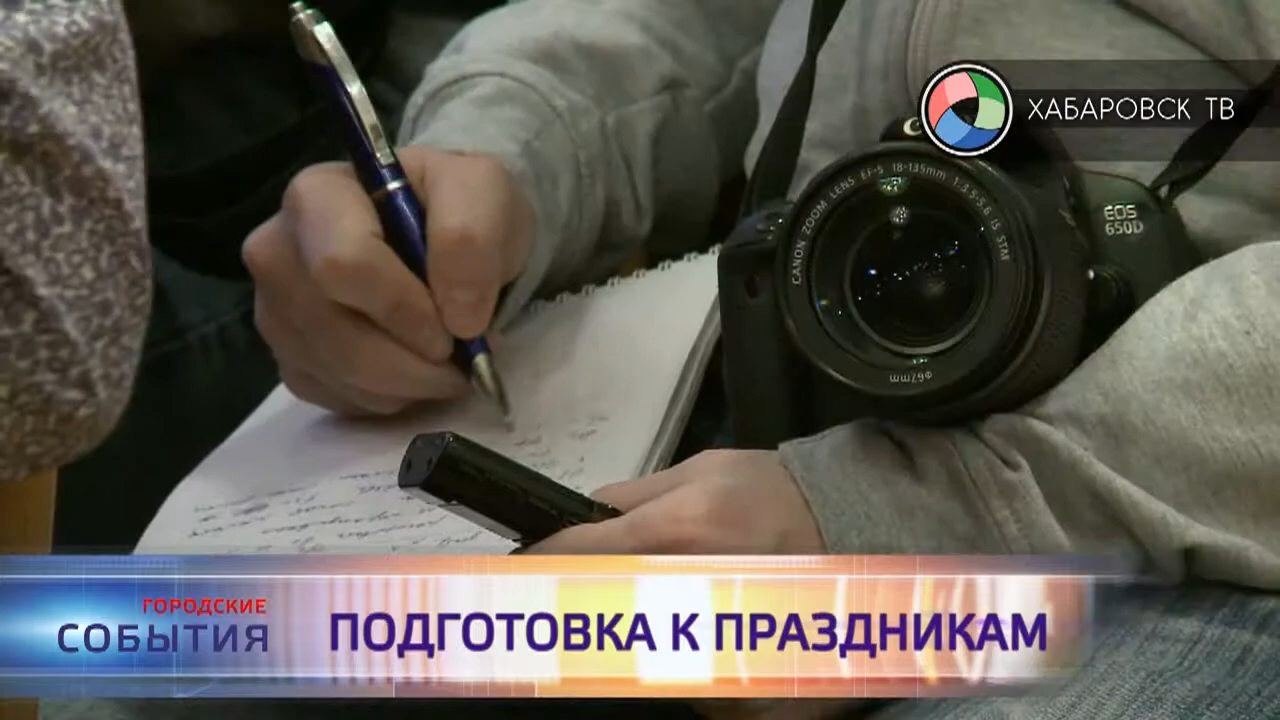 ХАБАРОВСК ТВ
CANON ZOOM LENS EF-S 18-135mm 1:3.5-5.6 IS STM
EOS
650D
Ф67mm
ГОРОДСКИЕ
СОБЫТИЯ
ПОДГОТОВКА К ПРАЗДНИКАМ